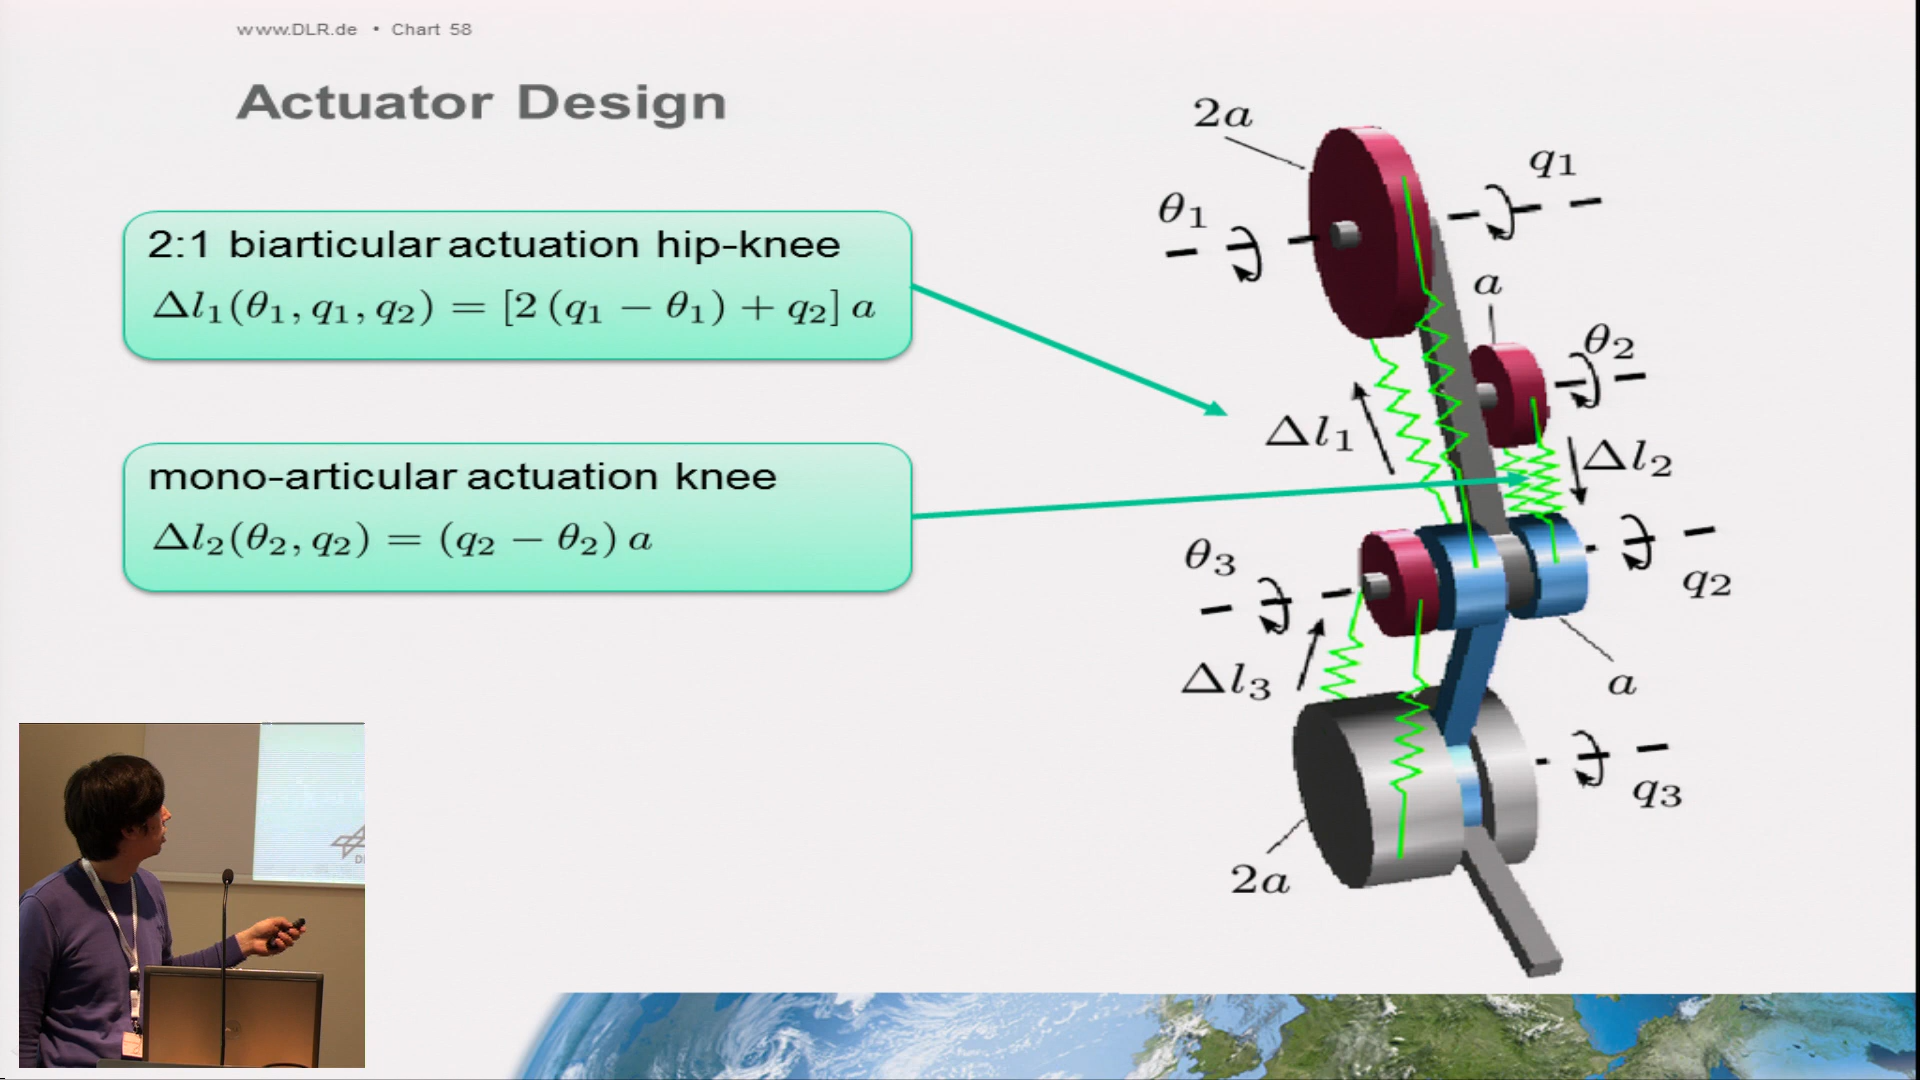 www.DLR.de • Chart 58
Actuator Design
2:1 biarticular actuation hip-knee
Δl₁(θ₁, q₁, q₂) = [2 (q₁ − θ₁) + q₂] a
mono-articular actuation knee
Δl₂(θ₂, q₂) = (q₂ − θ₂) a
2a
q₁
θ₁
a
θ₂
Δl₁
Δl₂
θ₃
q₂
Δl₃
a
q₃
2a